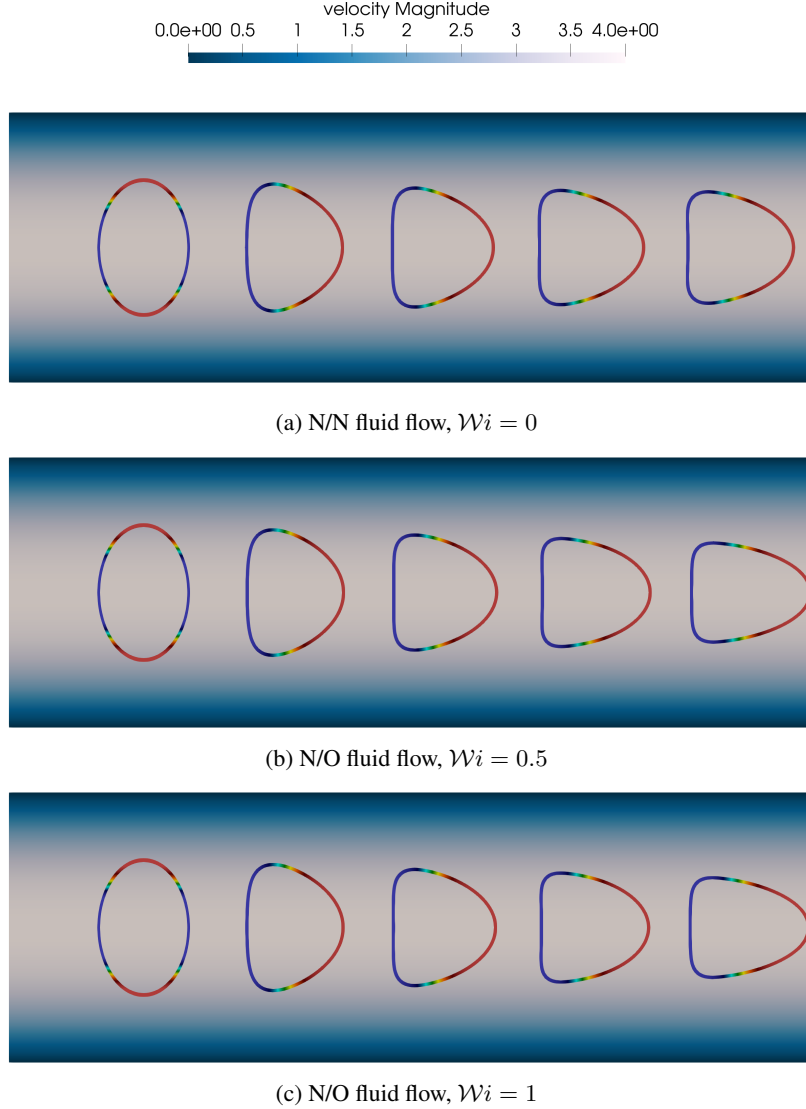 velocity Magnitude
0.0e+00 0.5 1 1.5 2 2.5 3 3.5 4.0e+00
(a) N/N fluid flow, 𝒲i = 0
(b) N/O fluid flow, 𝒲i = 0.5
(c) N/O fluid flow, 𝒲i = 1